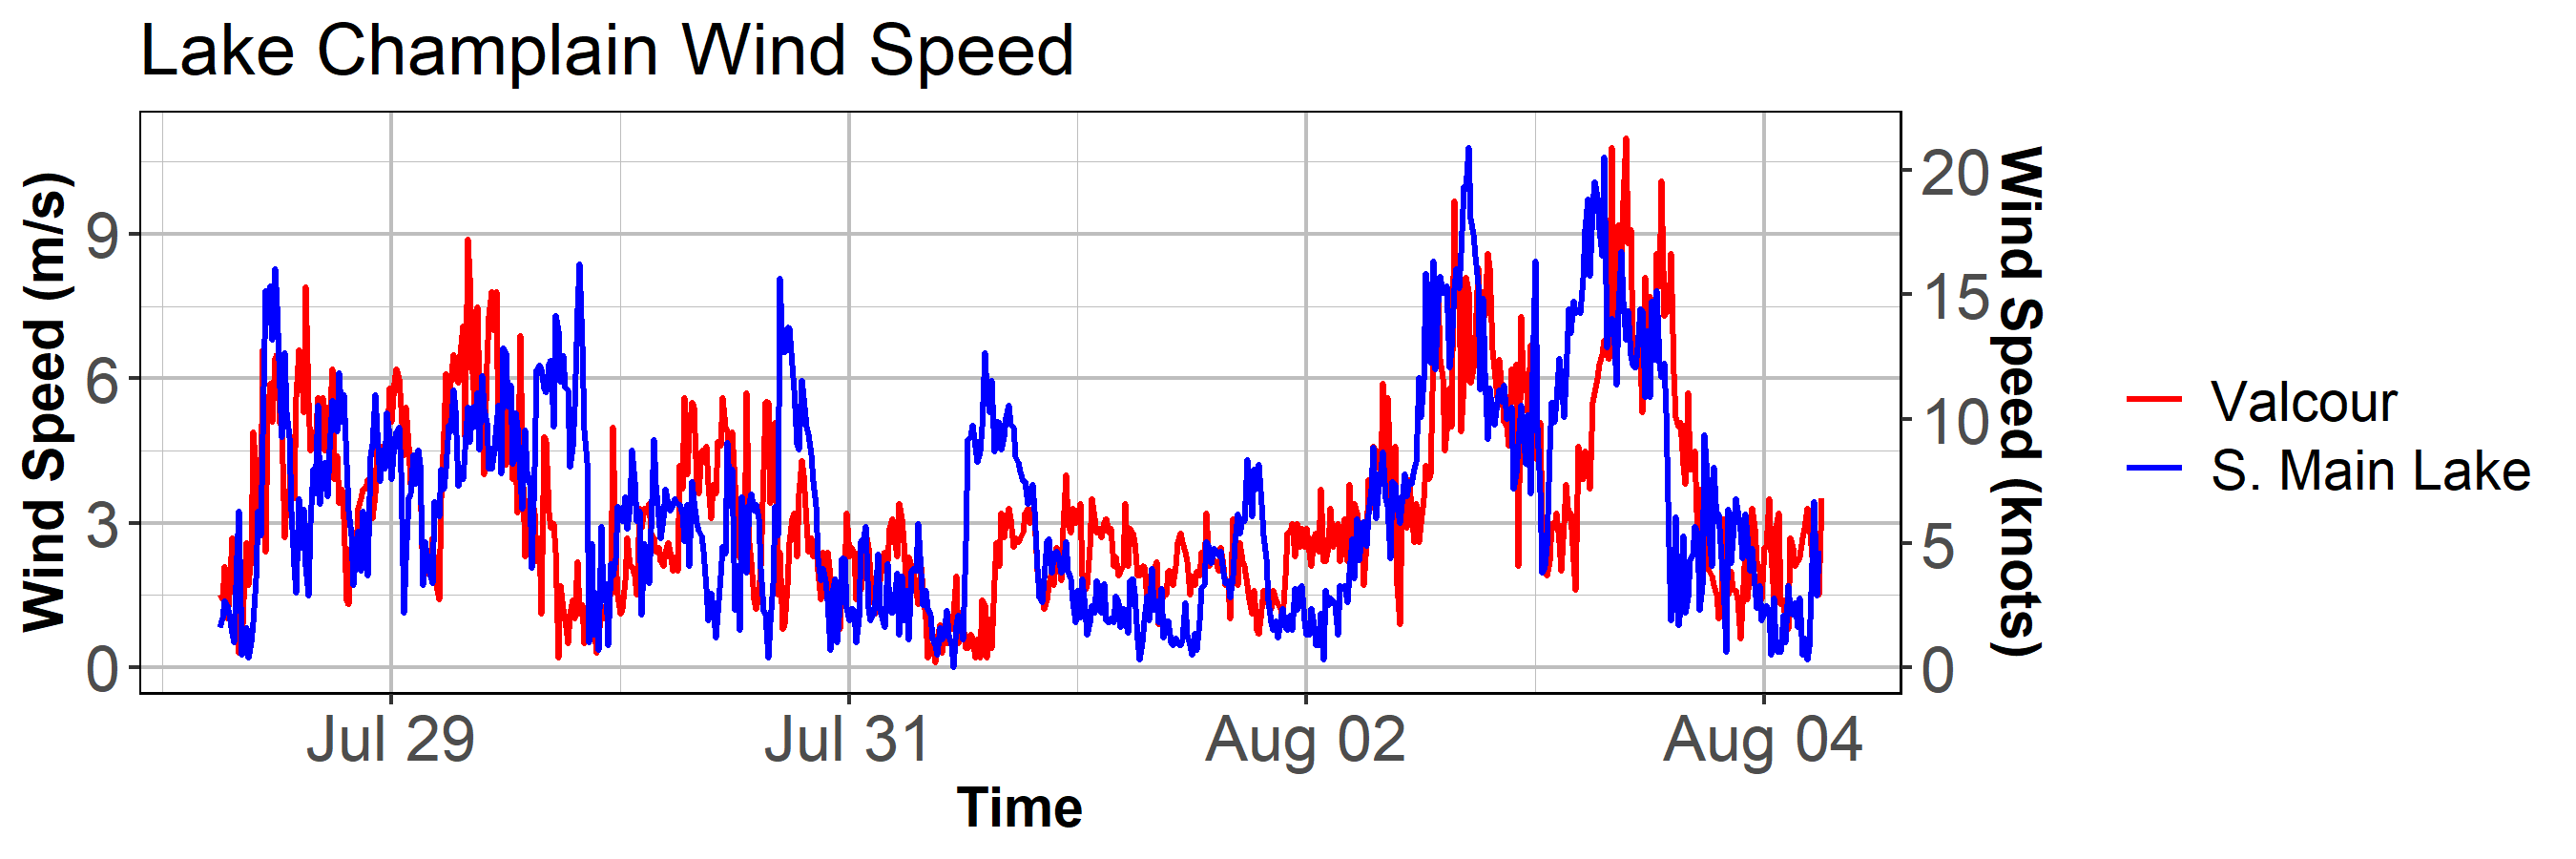 Lake Champlain Wind Speed
Wind Speed (m/s)
9
6
3
0
20
15
10
5
0
Wind Speed (knots)
Jul 29
Jul 31
Aug 02
Aug 04
Time
Valcour
S. Main Lake